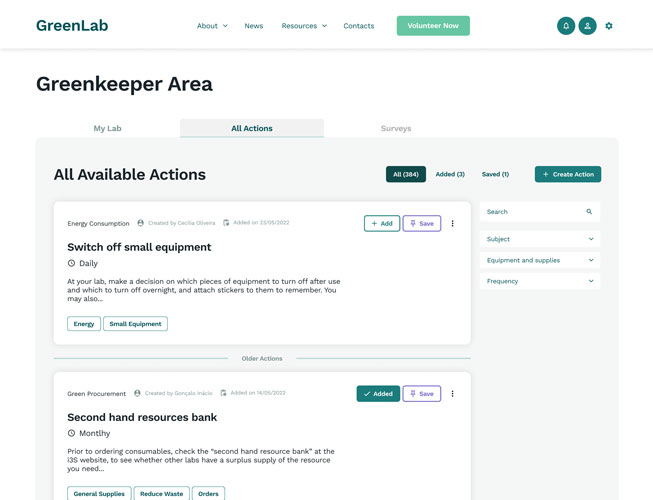 GreenLab
About
News
Resources
Contacts
Volunteer Now
Greenkeeper Area
My Lab
All Actions
Surveys
All Available Actions
All (384)
Added (3)
Saved (1)
+ Create Action
Energy Consumption
Created by Cecília Oliveira
Added on 23/05/2022
+ Add
Save
Switch off small equipment
Daily
At your lab, make a decision on which pieces of equipment to turn off after use
and which to turn off overnight, and attach stickers to them to remember. You
may also...
Energy
Small Equipment
Search
Subject
Equipment and supplies
Frequency
Older Actions
Green Procurement
Created by Gonçalo Inácio
Added on 14/05/2022
Added
Save
Second hand resources bank
Montlhy
Prior to ordering consumables, check the “second hand resource bank” at the
i3S website, to see whether other labs have a surplus supply of the resource
you need...
General Supplies
Reduce Waste
Orders